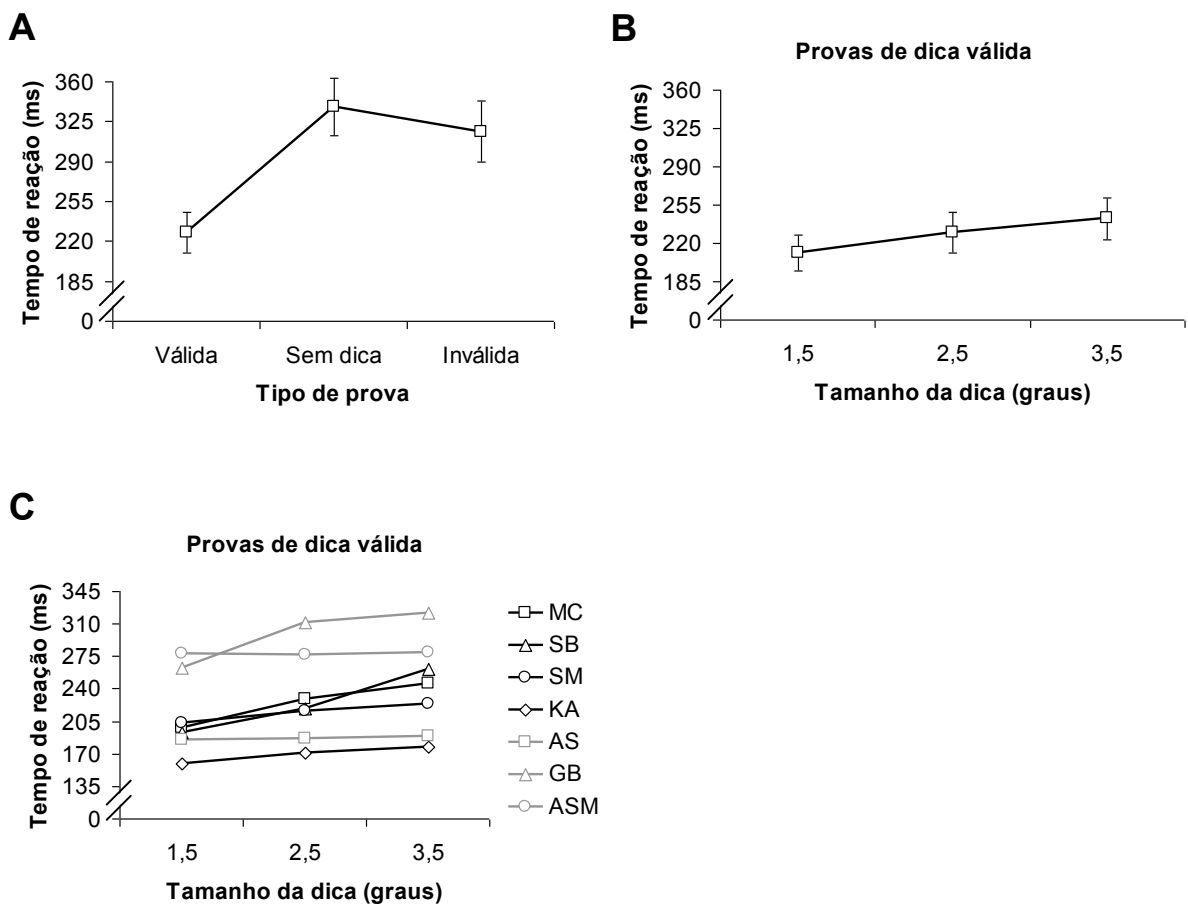 A
Tempo de reação (ms)
360
325
290
255
220
185
0
Válida Sem dica Inválida
Tipo de prova
B
Provas de dica válida
Tempo de reação (ms)
360
325
290
255
220
185
0
1,5 2,5 3,5
Tamanho da dica (graus)
C
Provas de dica válida
Tempo de reação (ms)
345
310
275
240
205
170
135
0
1,5 2,5 3,5
Tamanho da dica (graus)
MC
SB
SM
KA
AS
GB
ASM